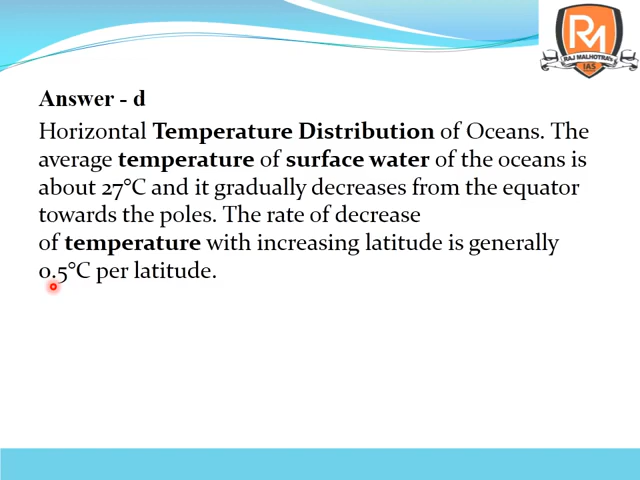 RM
RAJ MALHOTRA's
IAS
Answer - d
Horizontal Temperature Distribution of Oceans. The
average temperature of surface water of the oceans is
about 27°C and it gradually decreases from the equator
towards the poles. The rate of decrease
of temperature with increasing latitude is generally
0.5°C per latitude.